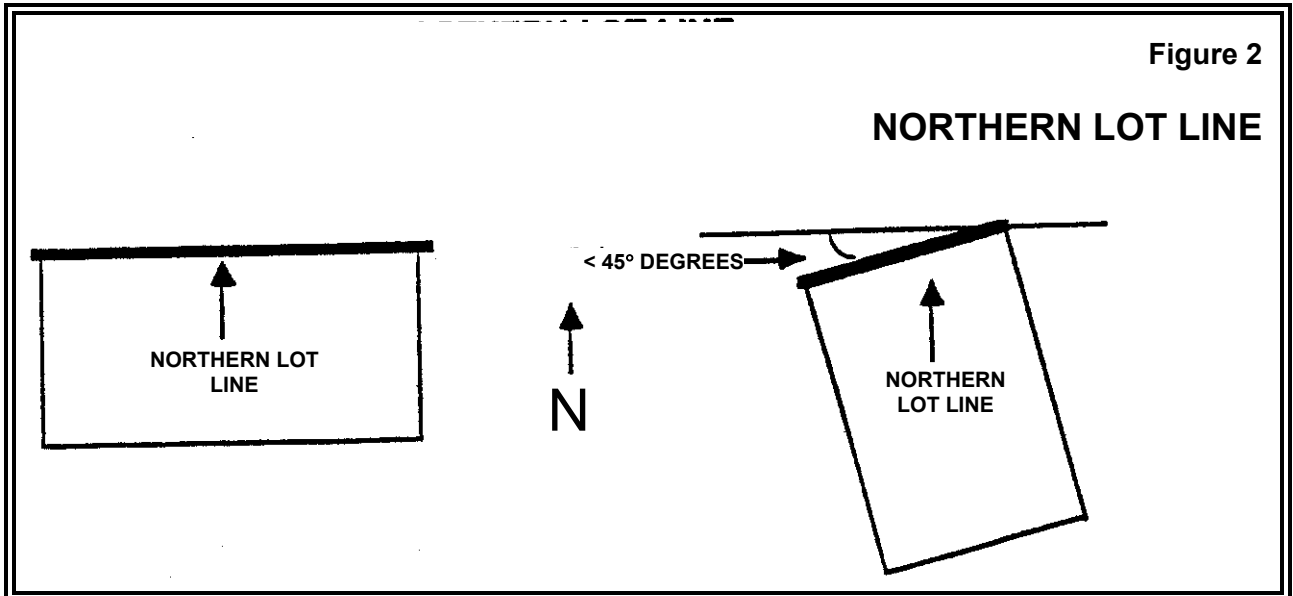 Figure 2
NORTHERN LOT LINE
< 45° DEGREES
NORTHERN LOT
LINE
N
NORTHERN
LOT LINE